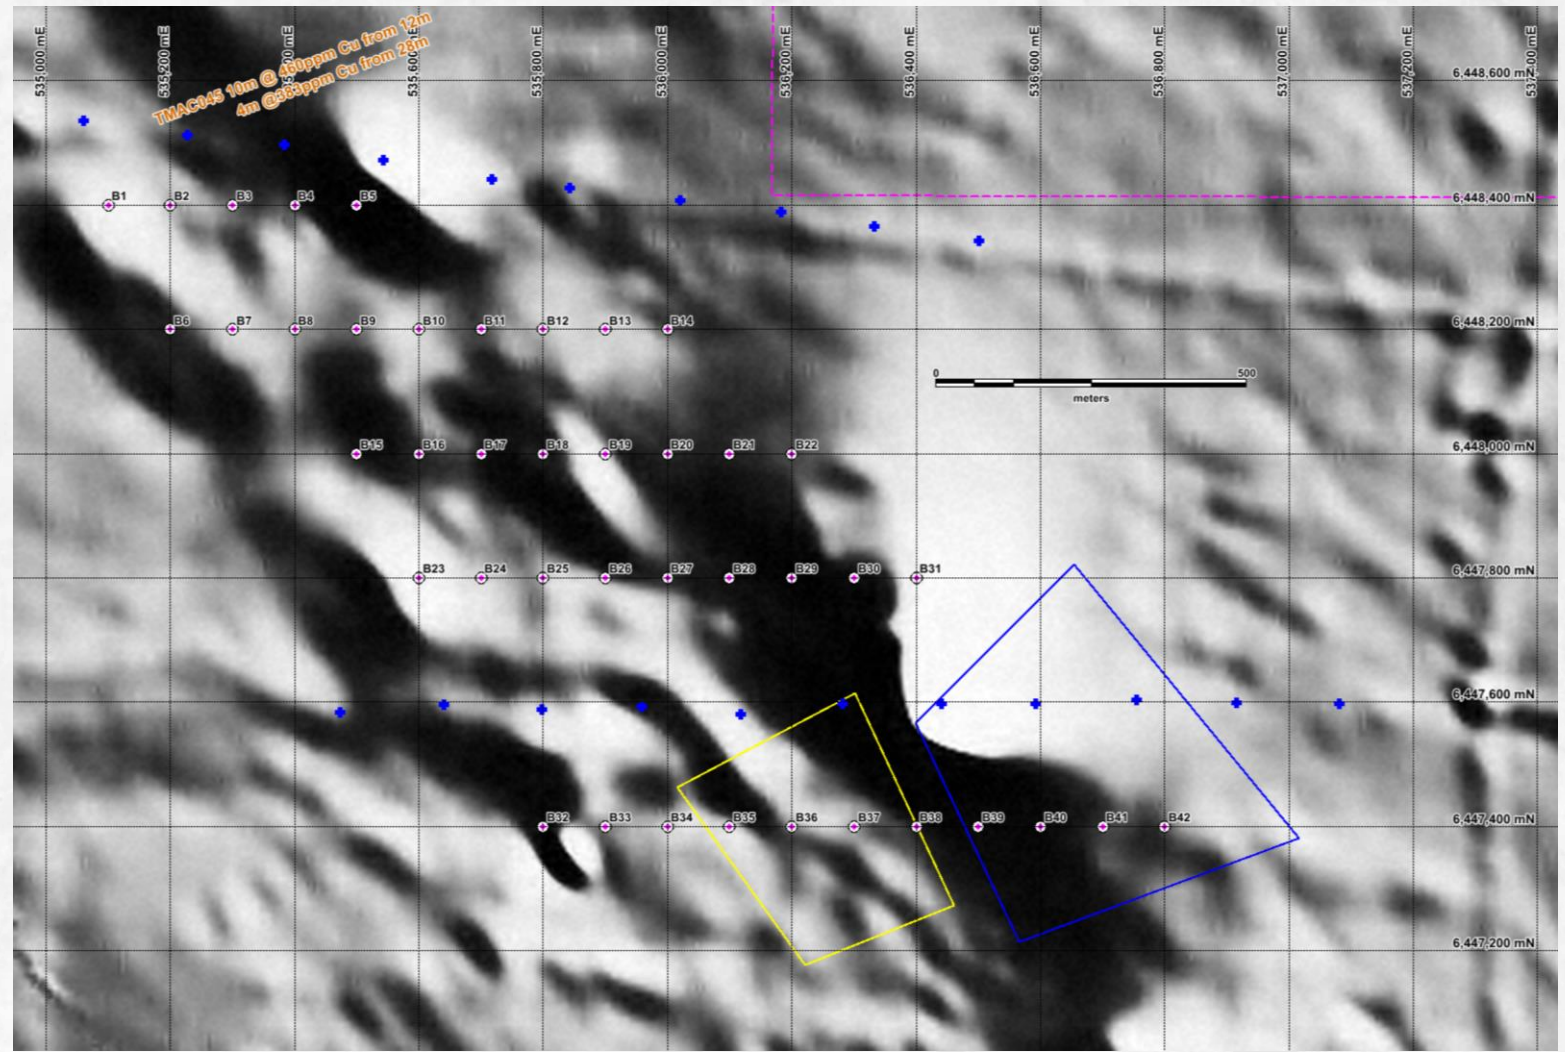 535,000 mE
535,200 mE
mE
535,600 mE
535,800 mE
536,000 mE
536,200 mE
536,400 mE
536,600 mE
536,800 mE
537,000 mE
537,200 mE
TMAC045 10m @ 460ppm Cu from 12m
4m @383ppm Cu from 28m
6,448,600 mN
6,448,400 mN
B1 B2 B3 B4 B5
6,448,200 mN
B6 B7 B8 B9 B10 B11 B12 B13 B14
0 500
meters
6,448,000 mN
B15 B16 B17 B18 B19 B20 B21 B22
6,447,800 mN
B23 B24 B25 B26 B27 B28 B29 B30 B31
6,447,600 mN
6,447,400 mN
B32 B33 B34 B35 B36 B37 B38 B39 B40 B41 B42
6,447,200 mN